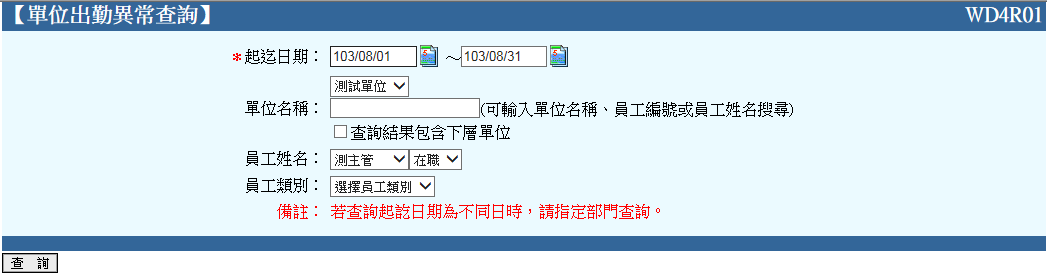 【單位出勤異常查詢】 WD4R01
*起迄日期： 103/08/01 ～ 103/08/31
測試單位
單位名稱： (可輸入單位名稱、員工編號或員工姓名搜尋)
查詢結果包含下層單位
員工姓名： 測主管 在職
員工類別： 選擇員工類別
備註： 若查詢起訖日期為不同日時，請指定部門查詢。
查 詢